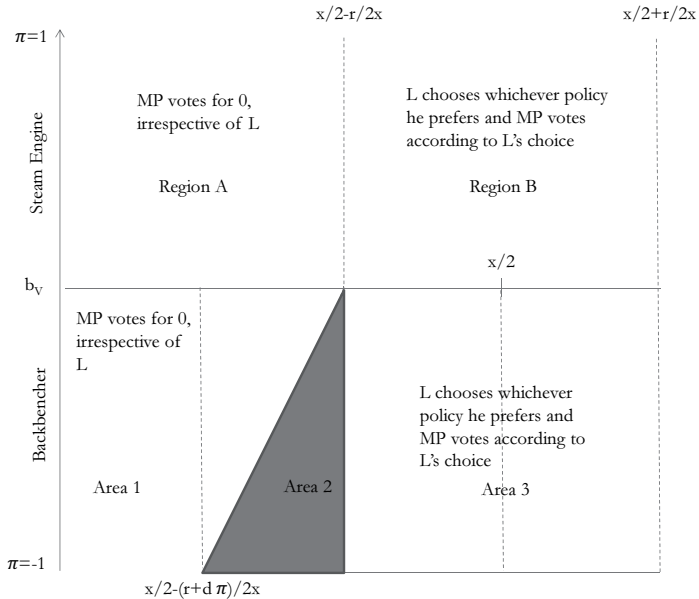 x/2-r/2x
x/2+r/2x
π=1
MP votes for 0,
irrespective of L
L chooses whichever policy
he prefers and MP votes
according to L's choice
Steam Engine
Region A
Region B
x/2
bV
MP votes for 0,
irrespective of
L
L chooses whichever
policy he prefers and
MP votes according to
L's choice
Backbencher
Area 1
Area 2
Area 3
π=-1
x/2-(r+d π)/2x